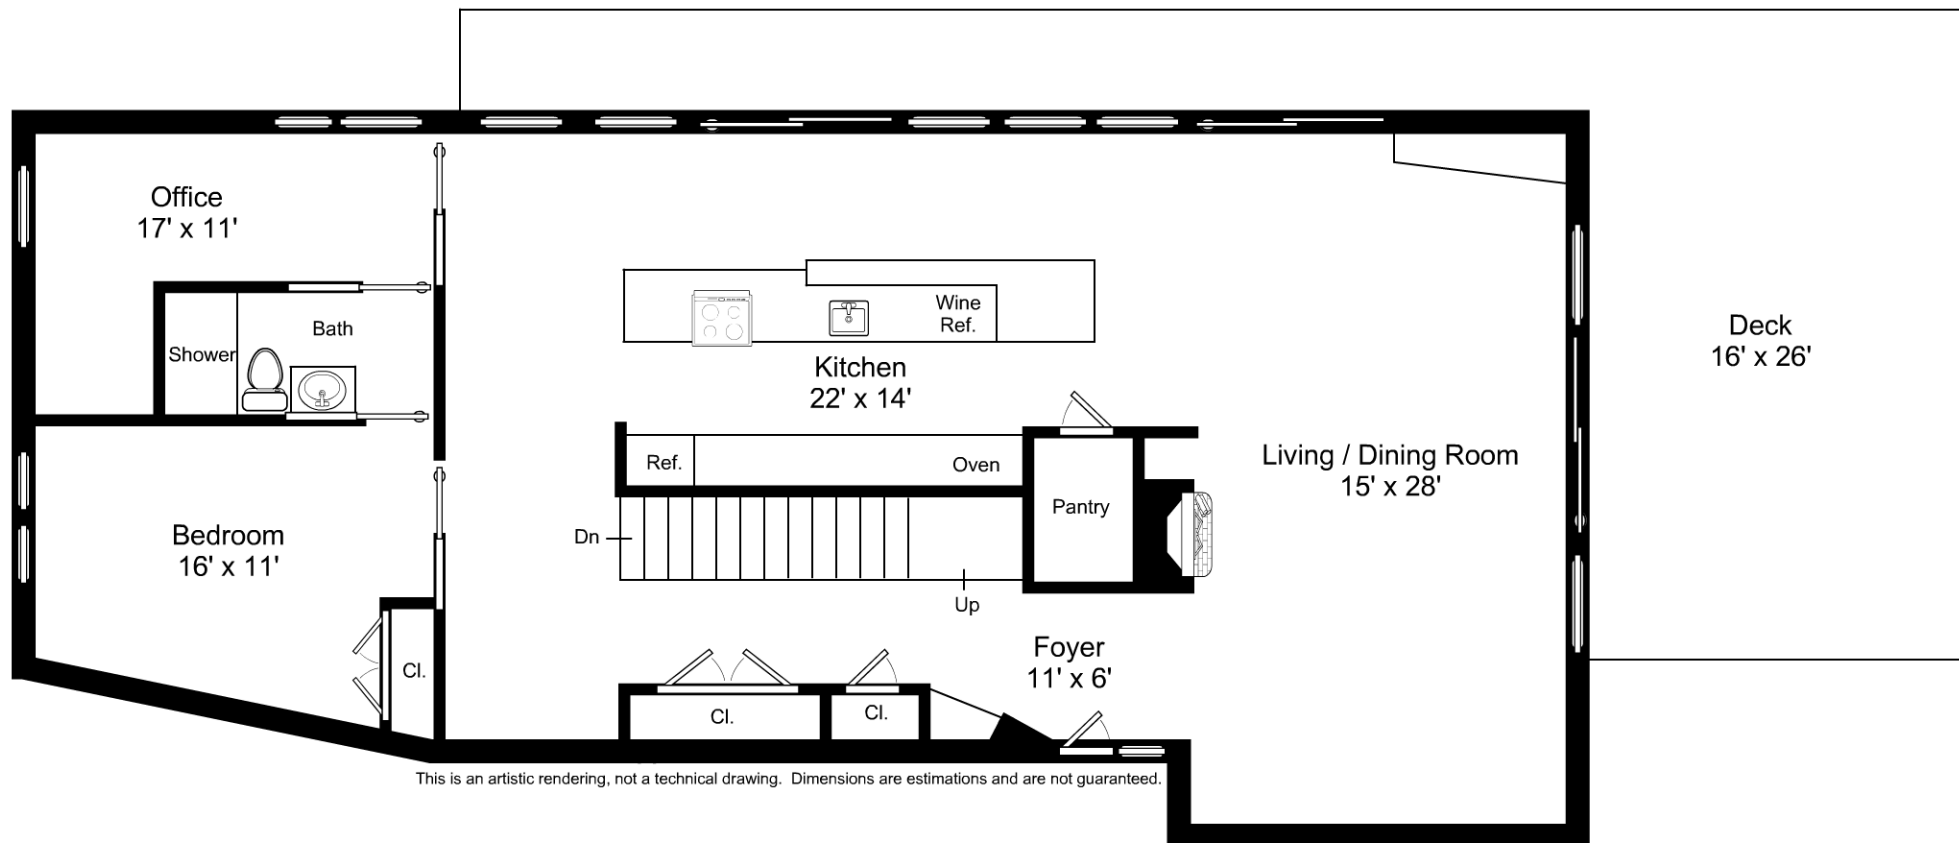 Office
17' x 11'
Bath
Shower
Wine
Ref.
Kitchen
22' x 14'
Deck
16' x 26'
Ref.
Oven
Living / Dining Room
15' x 28'
Pantry
Dn
Bedroom
16' x 11'
Up
Foyer
11' x 6'
Cl.
Cl.
Cl.
This is an artistic rendering, not a technical drawing.  Dimensions are estimations and are not guaranteed.